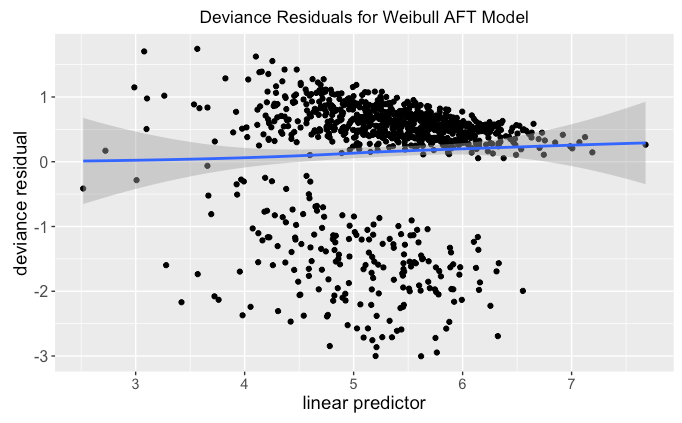 Deviance Residuals for Weibull AFT Model
deviance residual
1
0
-1
-2
-3
3 4 5 6 7
linear predictor